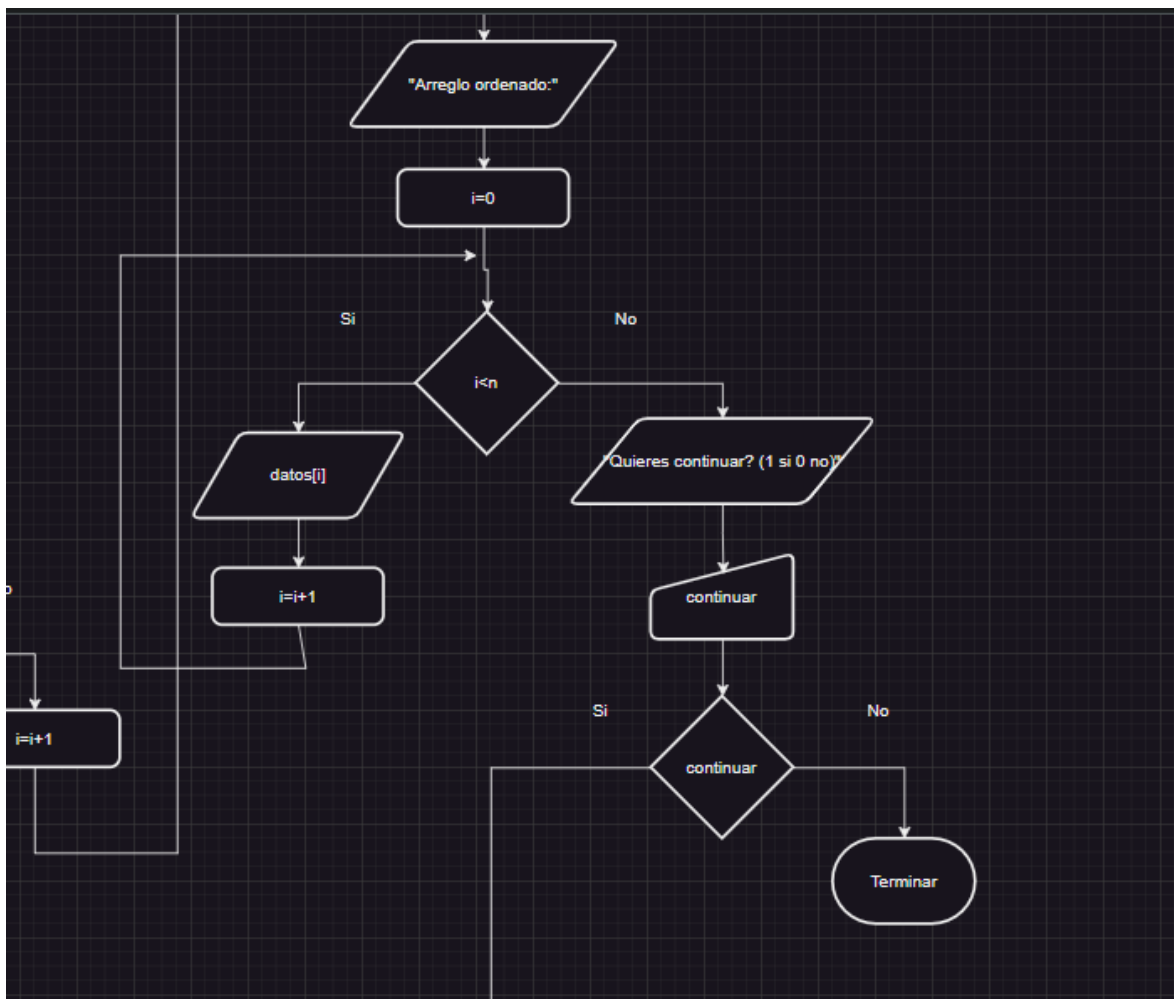 "Arreglo ordenado:"
i=0
Si
No
i<n
datos[i]
"Quieres continuar? (1 si 0 no)"
i=i+1
continuar
Si
No
i=i+1
continuar
Terminar